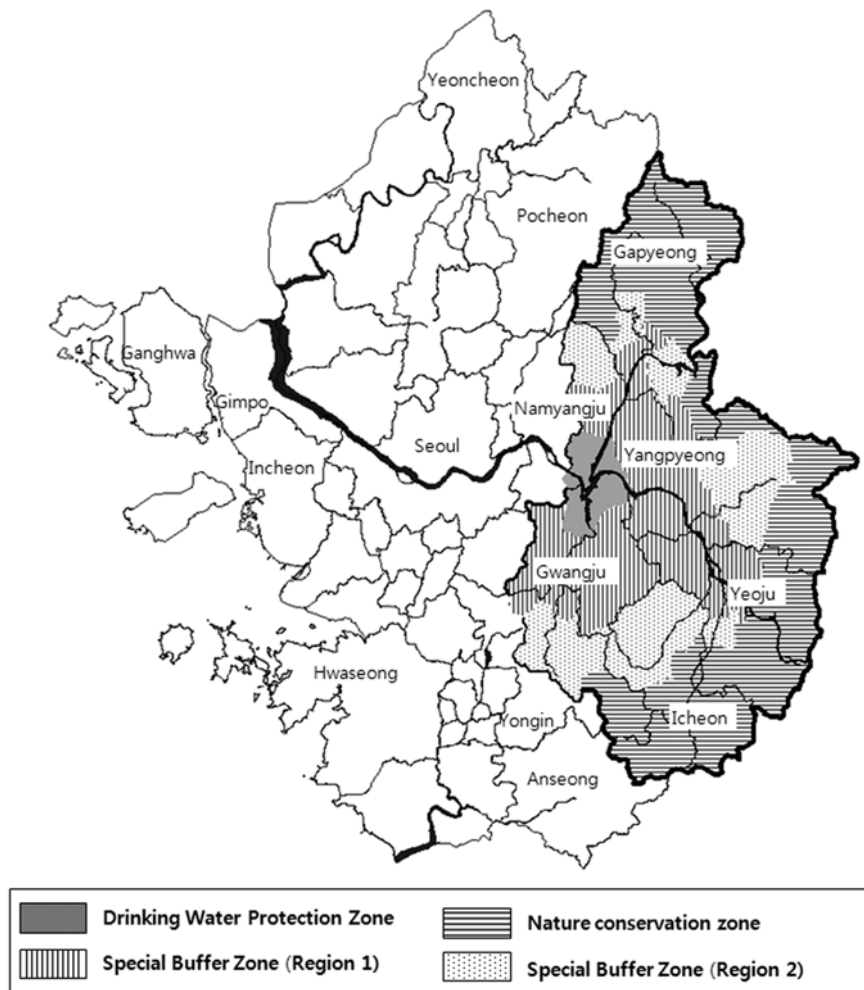 Yeoncheon
Pocheon
Gapyeong
Ganghwa
Gimpo
Namyangju
Seoul
Incheon
Yangpyeong
Gwangju
Yeoju
Hwaseong
Icheon
Yongin
Anseong
Drinking Water Protection Zone
Nature conservation zone
Special Buffer Zone (Region 1)
Special Buffer Zone (Region 2)